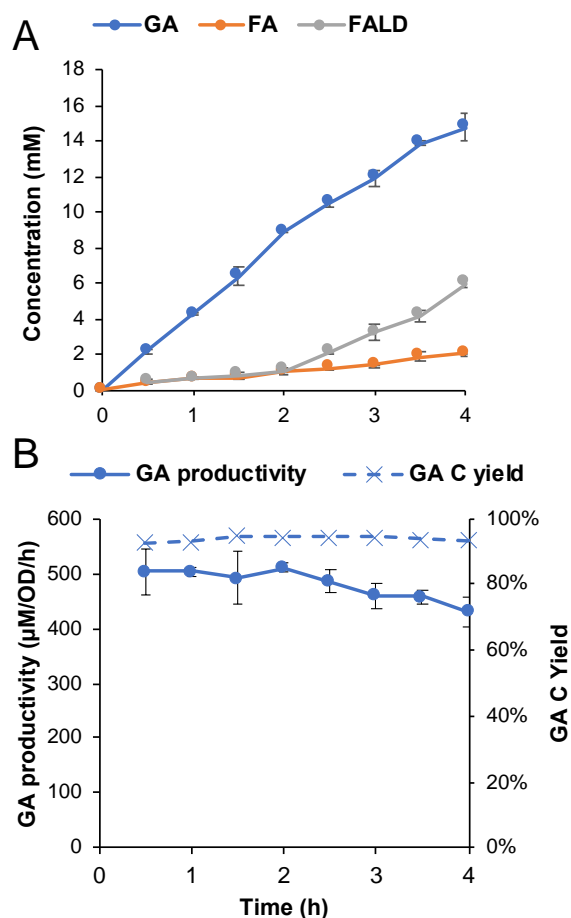 A
GA FA FALD
Concentration (mM)
18
16
14
12
10
8
6
4
2
0
0 1 2 3 4
B
GA productivity GA C yield
GA productivity (µM/OD/h)
600
500
400
300
200
100
0
100%
80%
60%
40%
20%
0%
GA C Yield
0 1 2 3 4
Time (h)